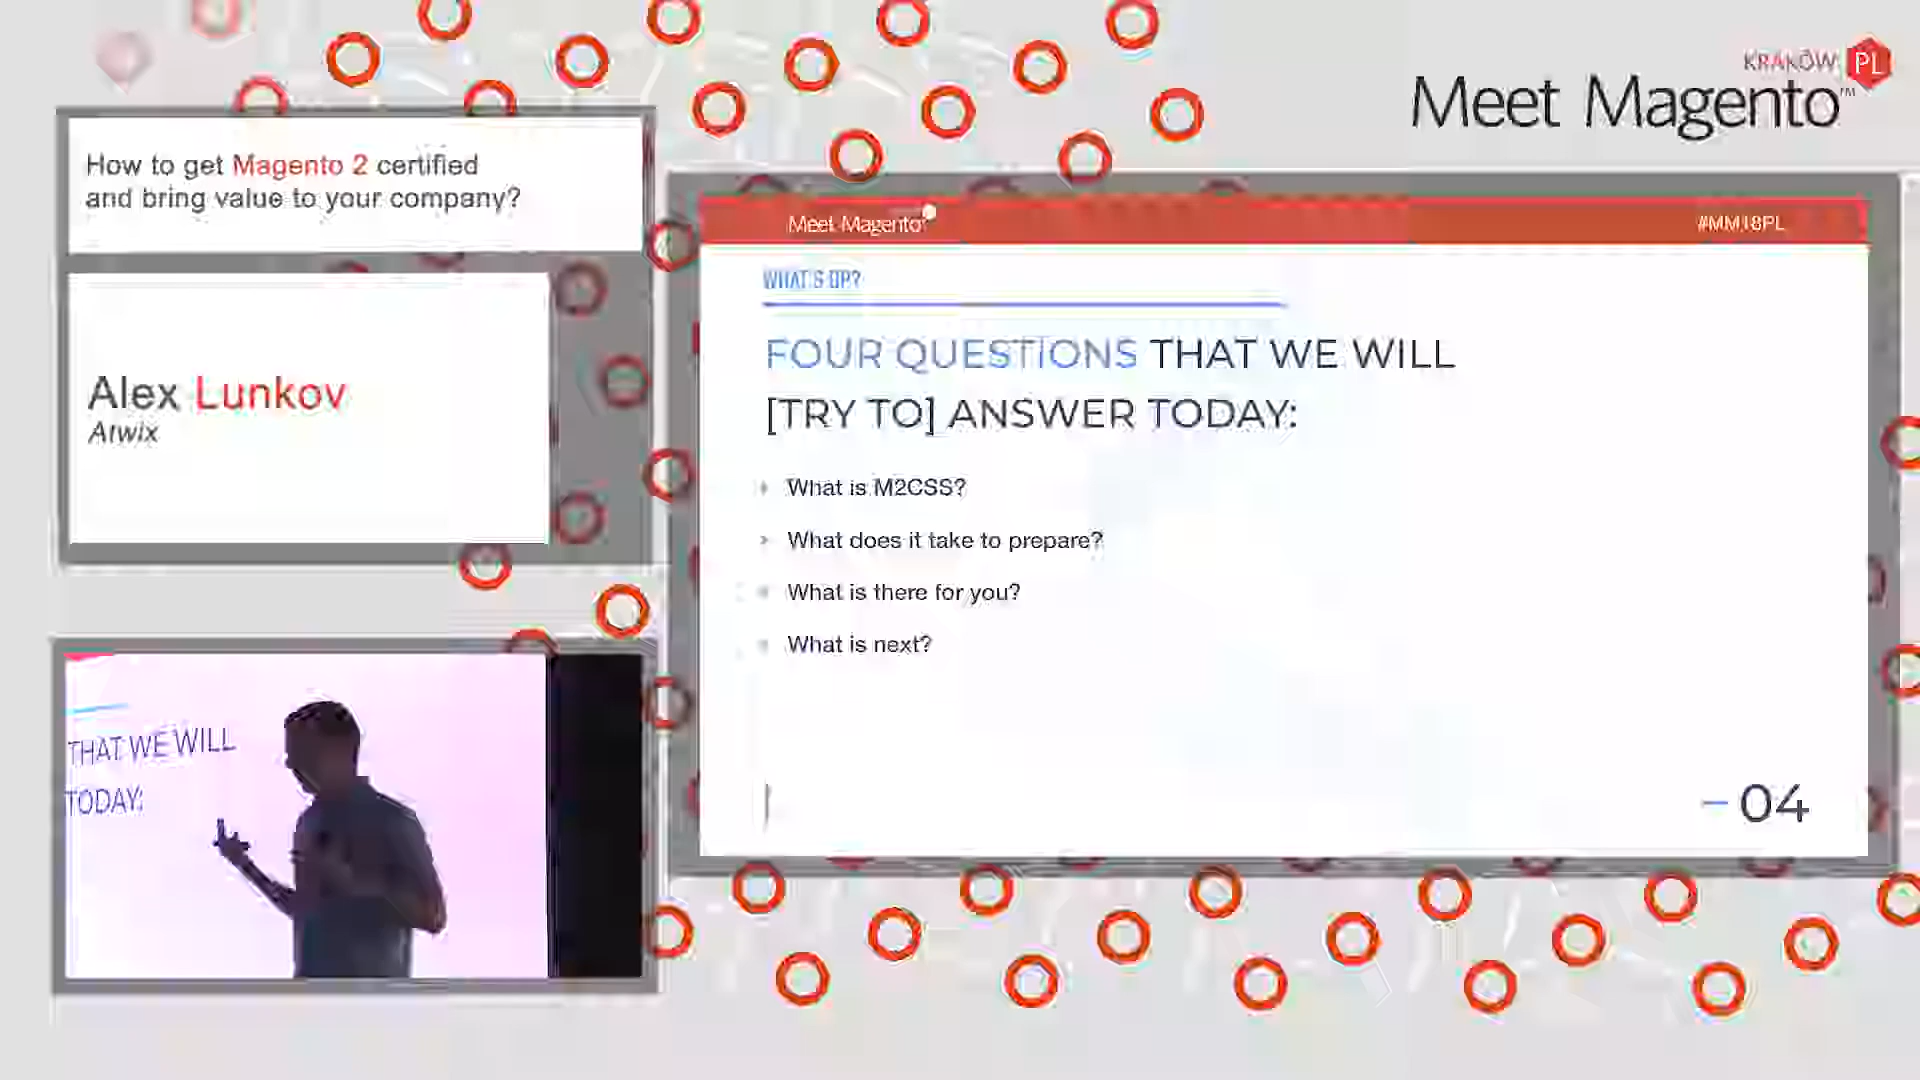 KRAKÓW PL
Meet Magento™
How to get Magento 2 certified
and bring value to your company?
Alex Lunkov
Atwix
Meet Magento
#MM18PL
WHAT'S UP?
FOUR QUESTIONS THAT WE WILL
[TRY TO] ANSWER TODAY:
What is M2CSS?
What does it take to prepare?
What is there for you?
What is next?
04
THAT WE WILL
TODAY: